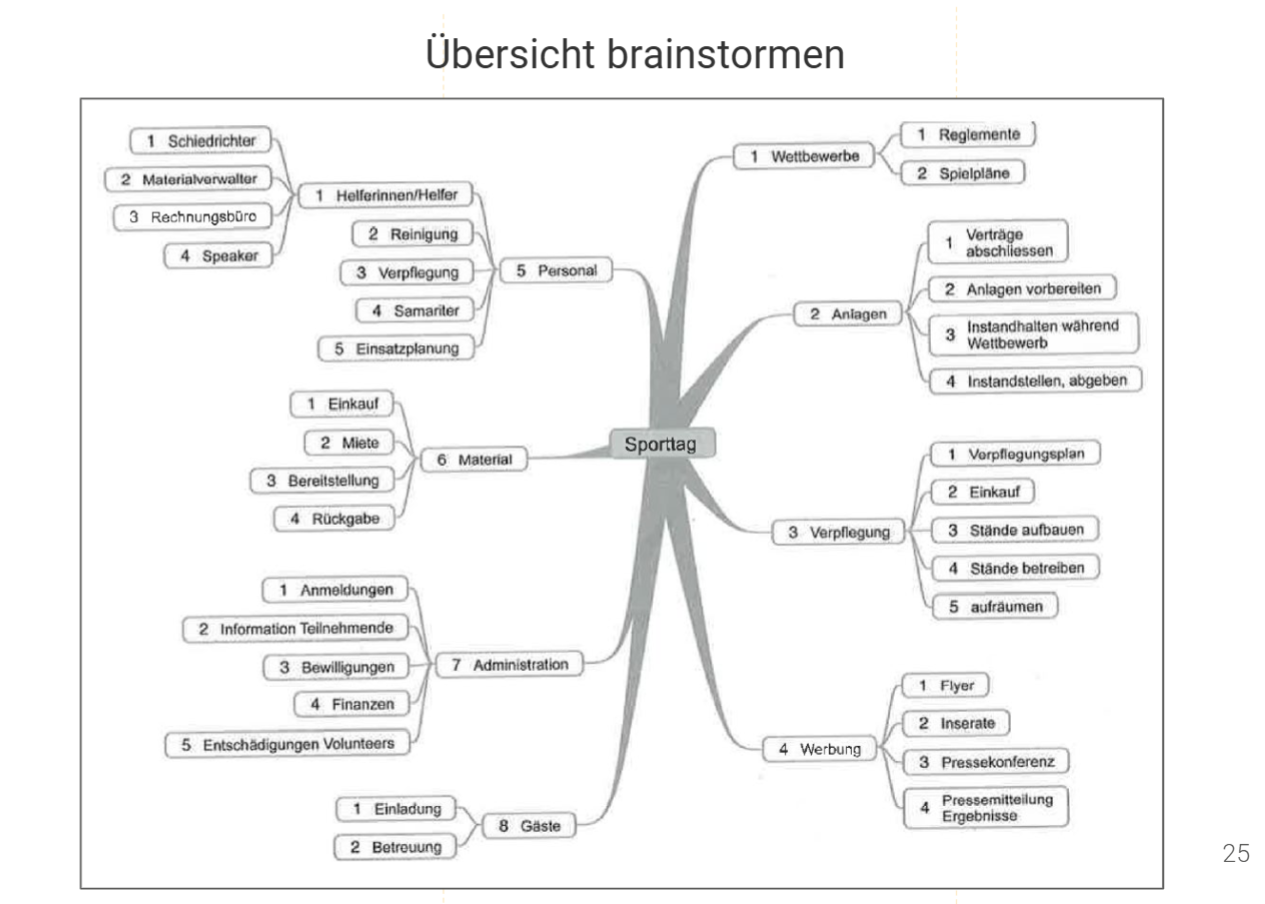 Übersicht brainstormen
Sporttag
1 Wettbewerbe
1 Reglemente
2 Spielpläne
2 Anlagen
1 Verträge
abschliessen
2 Anlagen vorbereiten
3 Instandhalten während
Wettbewerb
4 Instandstellen, abgeben
3 Verpflegung
1 Verpflegungsplan
2 Einkauf
3 Stände aufbauen
4 Stände betreiben
5 aufräumen
4 Werbung
1 Flyer
2 Inserate
3 Pressekonferenz
4 Pressemitteilung
Ergebnisse
5 Personal
1 Helferinnen/Helfer
1 Schiedrichter
2 Materialverwalter
3 Rechnungsbüro
4 Speaker
2 Reinigung
3 Verpflegung
4 Samariter
5 Einsatzplanung
6 Material
1 Einkauf
2 Miete
3 Bereitstellung
4 Rückgabe
7 Administration
1 Anmeldungen
2 Information Teilnehmende
3 Bewilligungen
4 Finanzen
5 Entschädigungen Volunteers
8 Gäste
1 Einladung
2 Betreuung
25